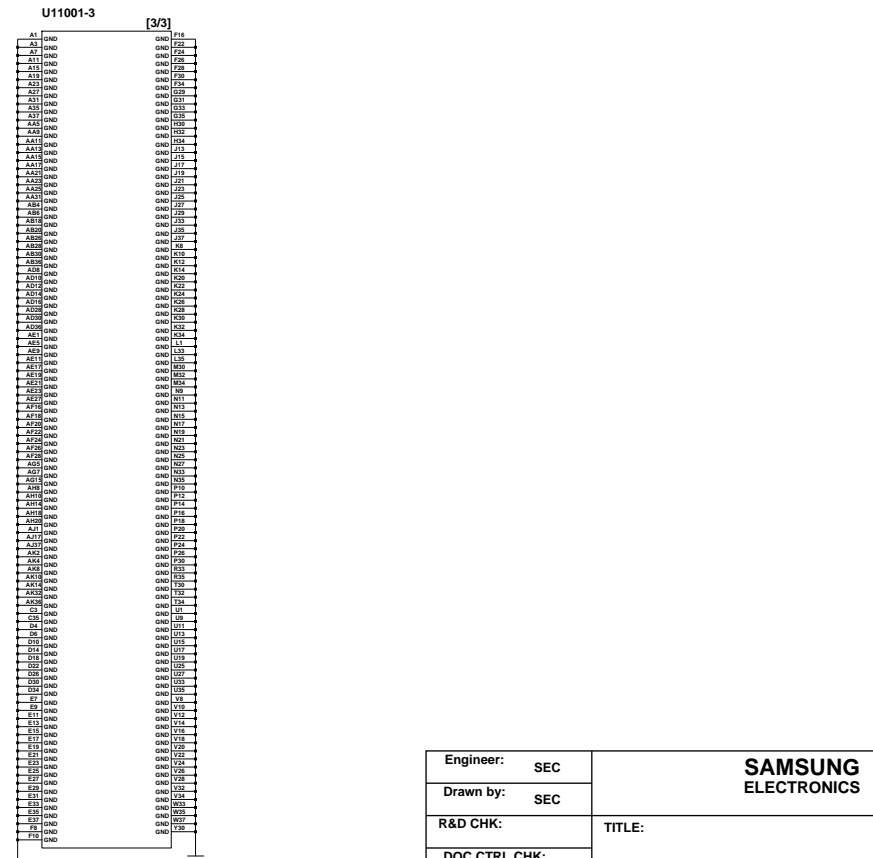 U11001-3
[3/3]
A1 GND GND F16
A3 GND GND F22
A7 GND GND F24
A11 GND GND F26
A15 GND GND F28
A19 GND GND F30
A23 GND GND F34
A27 GND GND G29
A31 GND GND G31
A35 GND GND G33
A37 GND GND G35
AA5 GND GND H30
AA9 GND GND H32
AA11 GND GND H34
AA13 GND GND J13
AA15 GND GND J15
AA17 GND GND J17
AA21 GND GND J19
AA23 GND GND J21
AA25 GND GND J23
AA31 GND GND J25
AB4 GND GND J27
AB6 GND GND J29
AB18 GND GND J33
AB20 GND GND J35
AB26 GND GND J37
AB28 GND GND K8
AB30 GND GND K10
AB36 GND GND K12
AD8 GND GND K14
AD10 GND GND K20
AD12 GND GND K22
AD14 GND GND K24
AD16 GND GND K26
AD28 GND GND K28
AD30 GND GND K30
AD36 GND GND K32
AE1 GND GND K34
AE5 GND GND L1
AE9 GND GND L33
AE11 GND GND L35
AE17 GND GND M30
AE19 GND GND M32
AE21 GND GND M34
AE23 GND GND N9
AE27 GND GND N11
AF16 GND GND N13
AF18 GND GND N15
AF20 GND GND N17
AF22 GND GND N19
AF24 GND GND N21
AF26 GND GND N23
AF28 GND GND N25
AG5 GND GND N27
AG7 GND GND N33
AG15 GND GND N35
AH8 GND GND P10
AH10 GND GND P12
AH14 GND GND P14
AH18 GND GND P16
AH20 GND GND P18
AJ1 GND GND P20
AJ17 GND GND P22
AJ37 GND GND P24
AK2 GND GND P26
AK4 GND GND P30
AK8 GND GND R33
AK10 GND GND R35
AK14 GND GND T30
AK32 GND GND T32
AK36 GND GND T34
C3 GND GND U1
C35 GND GND U9
D4 GND GND U11
D6 GND GND U13
D10 GND GND U15
D14 GND GND U17
D18 GND GND U19
D22 GND GND U25
D26 GND GND U27
D30 GND GND U33
D34 GND GND U35
E7 GND GND V8
E9 GND GND V10
E11 GND GND V12
E13 GND GND V14
E15 GND GND V16
E17 GND GND V18
E19 GND GND V20
E21 GND GND V22
E23 GND GND V24
E25 GND GND V26
E27 GND GND V28
E29 GND GND V32
E31 GND GND V34
E33 GND GND W33
E35 GND GND W35
E37 GND GND W37
F8 GND GND Y30
F10 GND
Engineer: SEC
SAMSUNG
ELECTRONICS
Drawn by: SEC
R&D CHK:
TITLE:
DOC CTRL CHK: